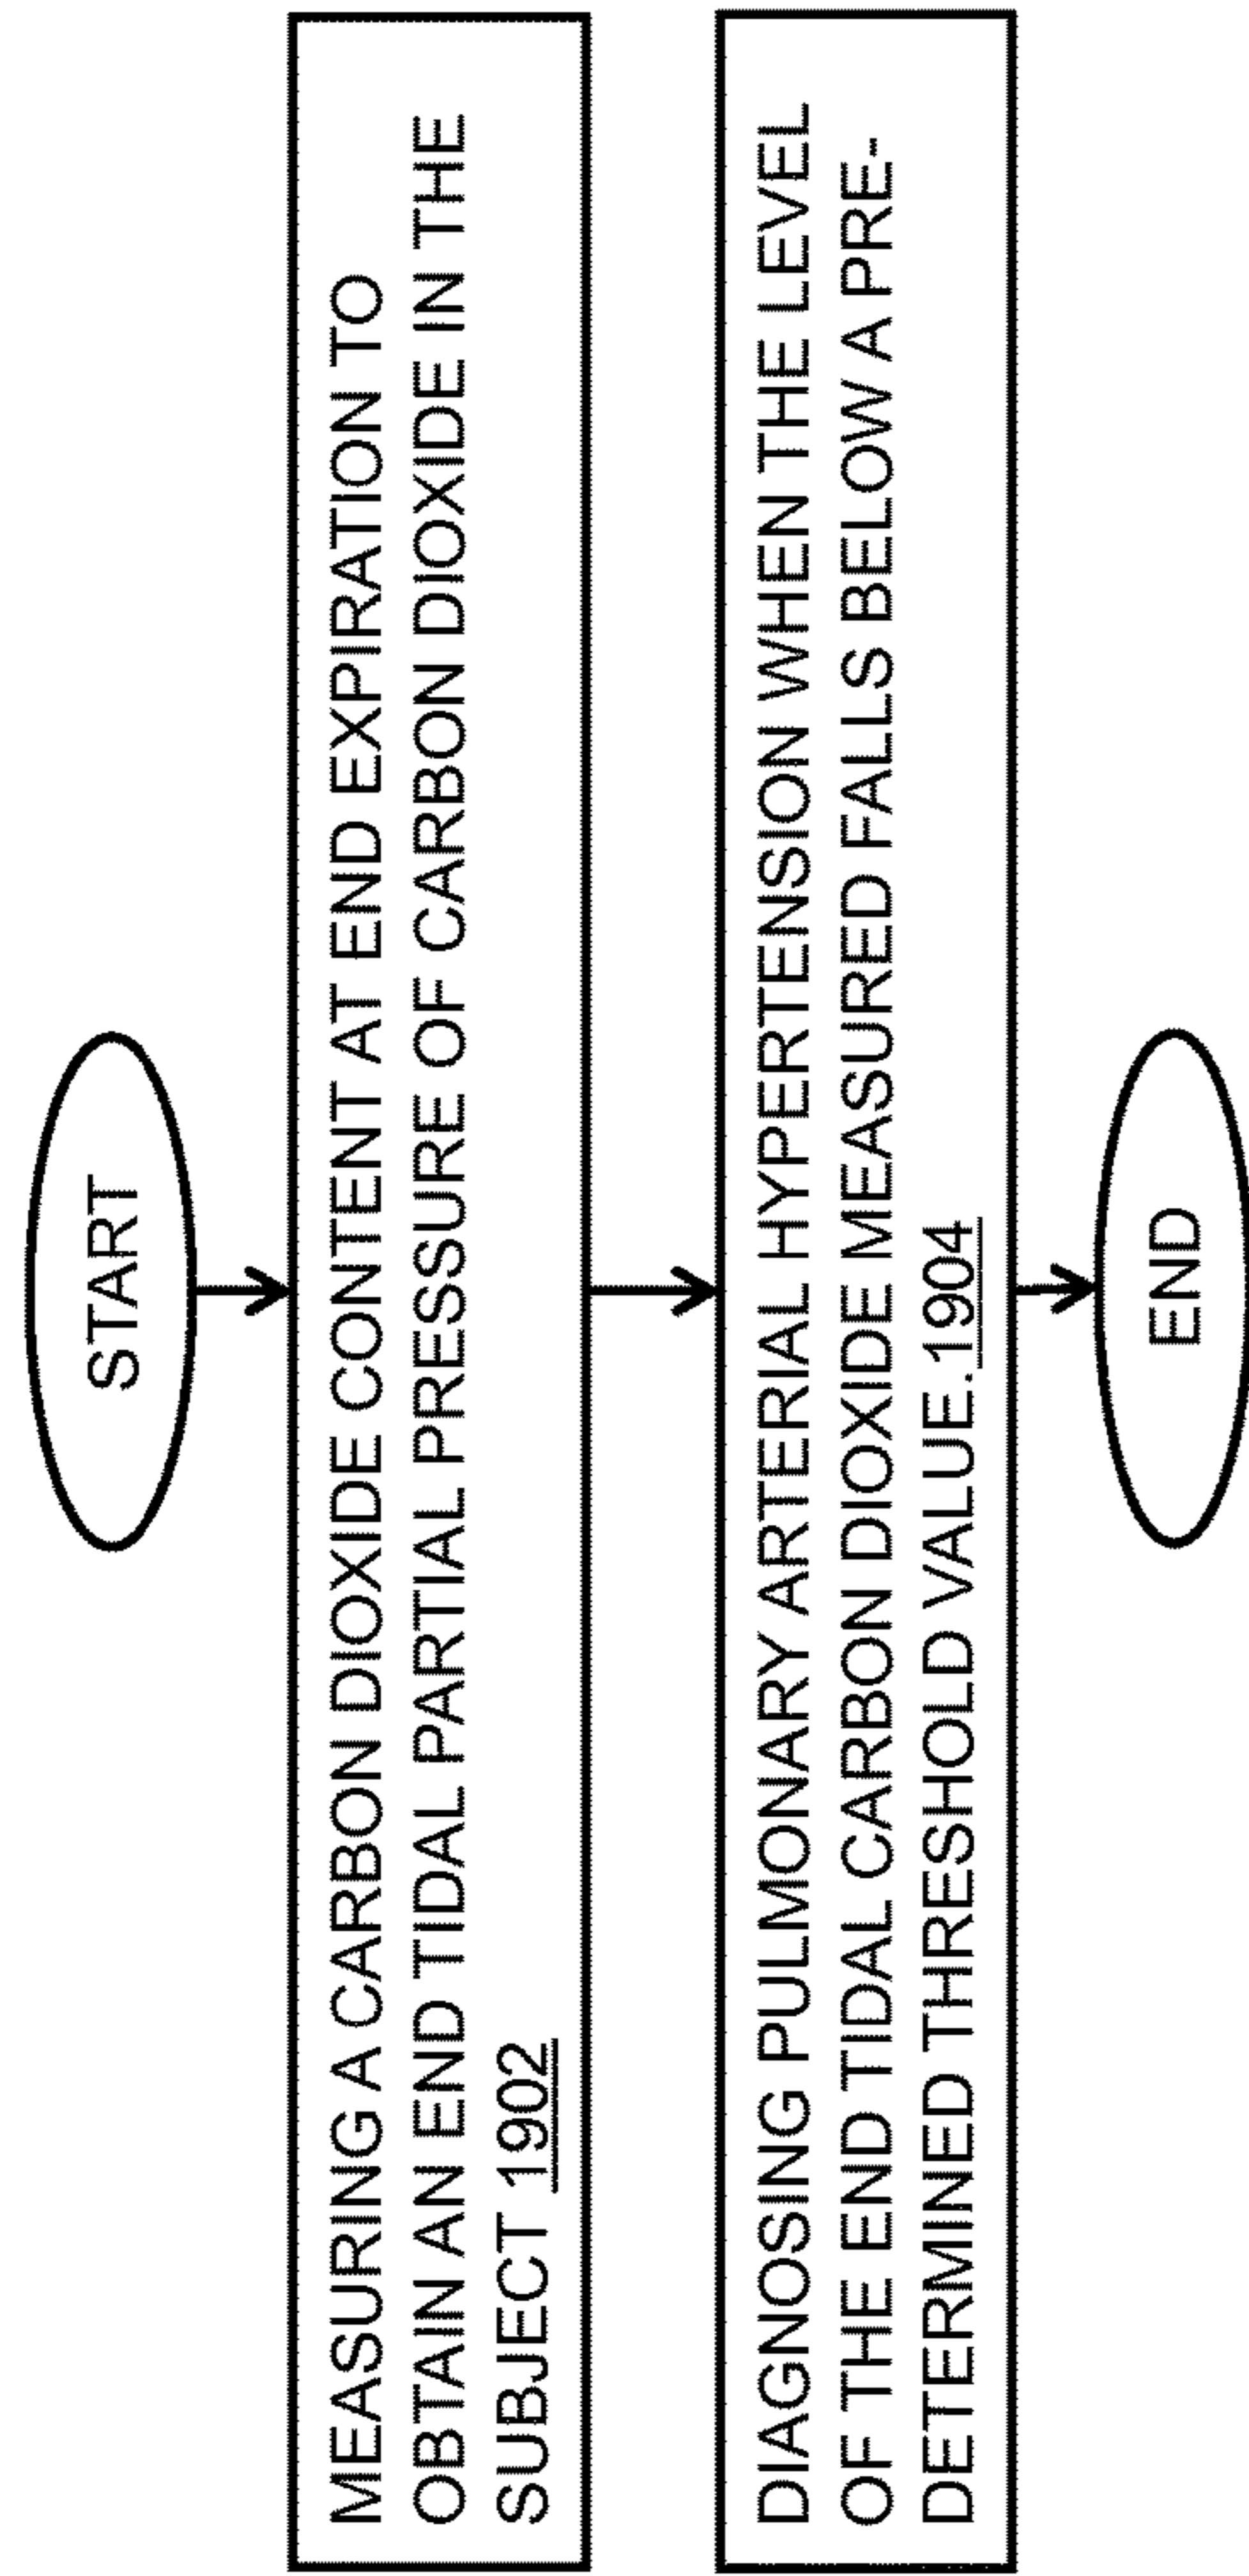 START
MEASURING A CARBON DIOXIDE CONTENT AT END EXPIRATION TO
OBTAIN AN END TIDAL PARTIAL PRESSURE OF CARBON DIOXIDE IN THE
SUBJECT 1902
DIAGNOSING PULMONARY ARTERIAL HYPERTENSION WHEN THE LEVEL
OF THE END TIDAL CARBON DIOXIDE MEASURED FALLS BELOW A PRE-
DETERMINED THRESHOLD VALUE.1904
END